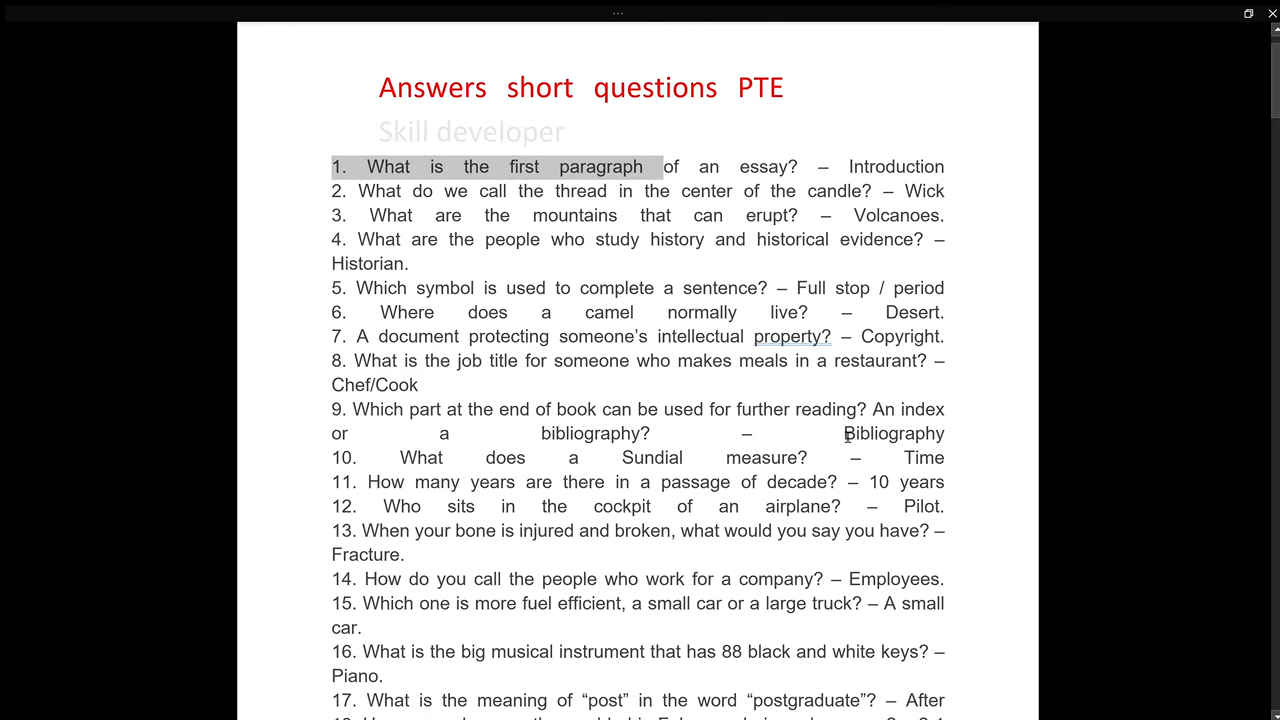 Answers short questions PTE
Skill developer
1. What is the first paragraph of an essay? – Introduction
2. What do we call the thread in the center of the candle? – Wick
3. What are the mountains that can erupt? – Volcanoes.
4. What are the people who study history and historical evidence? –
Historian.
5. Which symbol is used to complete a sentence? – Full stop / period
6. Where does a camel normally live? – Desert.
7. A document protecting someone’s intellectual property? – Copyright.
8. What is the job title for someone who makes meals in a restaurant? –
Chef/Cook
9. Which part at the end of book can be used for further reading? An index
or a bibliography? – Bibliography
10. What does a Sundial measure? – Time
11. How many years are there in a passage of decade? – 10 years
12. Who sits in the cockpit of an airplane? – Pilot.
13. When your bone is injured and broken, what would you say you have? –
Fracture.
14. How do you call the people who work for a company? – Employees.
15. Which one is more fuel efficient, a small car or a large truck? – A small
car.
16. What is the big musical instrument that has 88 black and white keys? –
Piano.
17. What is the meaning of “post” in the word “postgraduate”? – After